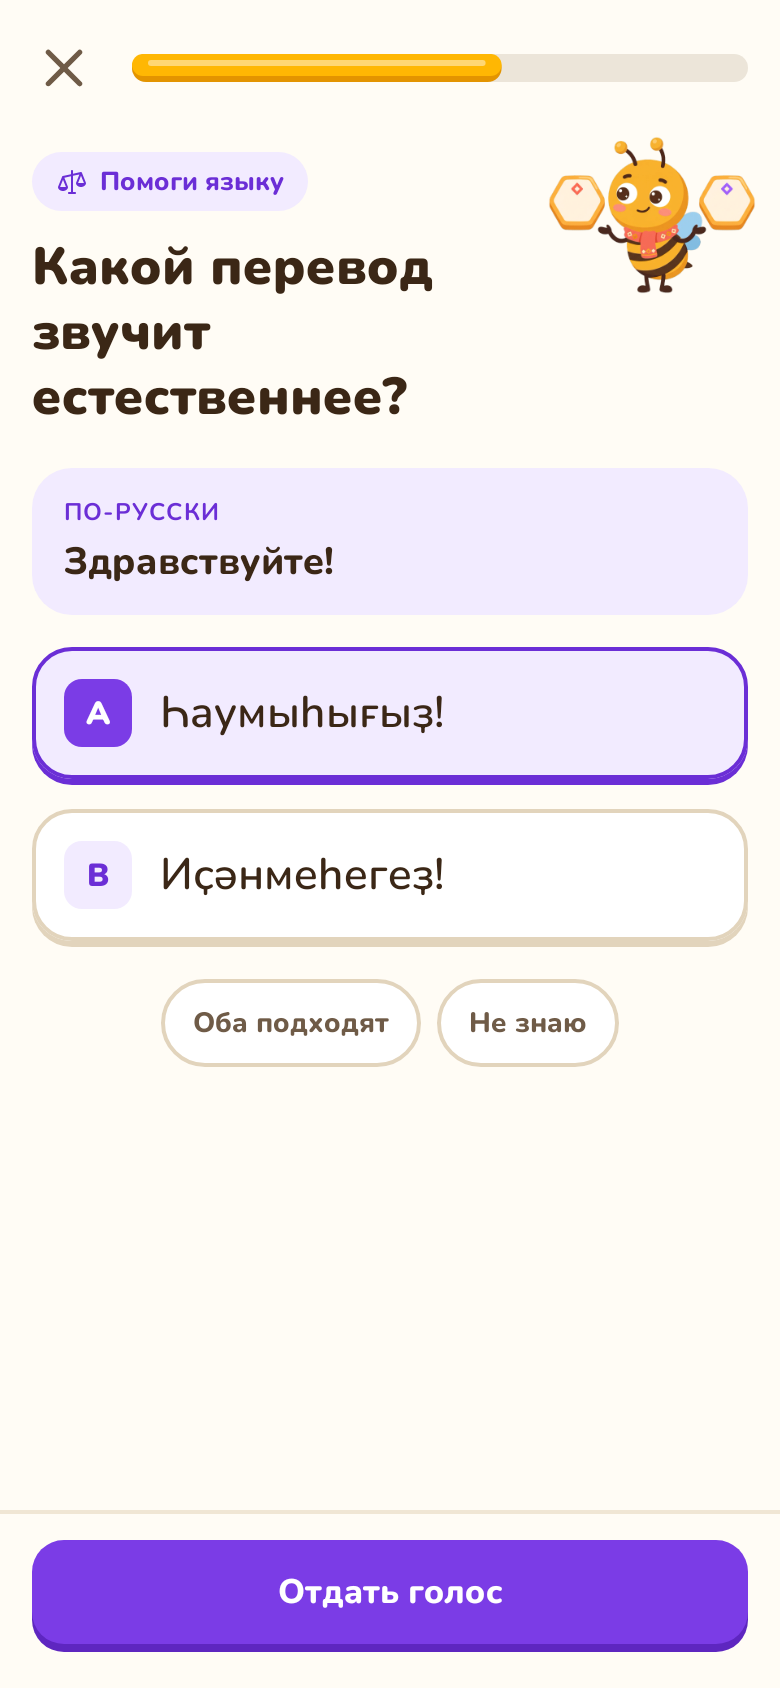 Помоги языку
Какой перевод
звучит
естественнее?
ПО-РУССКИ
Здравствуйте!
A
Һаумыһығыҙ!
B
Иҫәнмеһегеҙ!
Оба подходят
Не знаю
Отдать голос